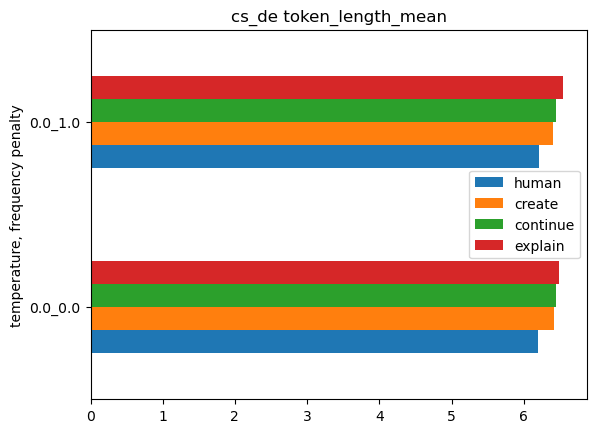 cs_de token_length_mean
temperature, frequency penalty
0.0_1.0
0.0_0.0
human
create
continue
explain
0 1 2 3 4 5 6